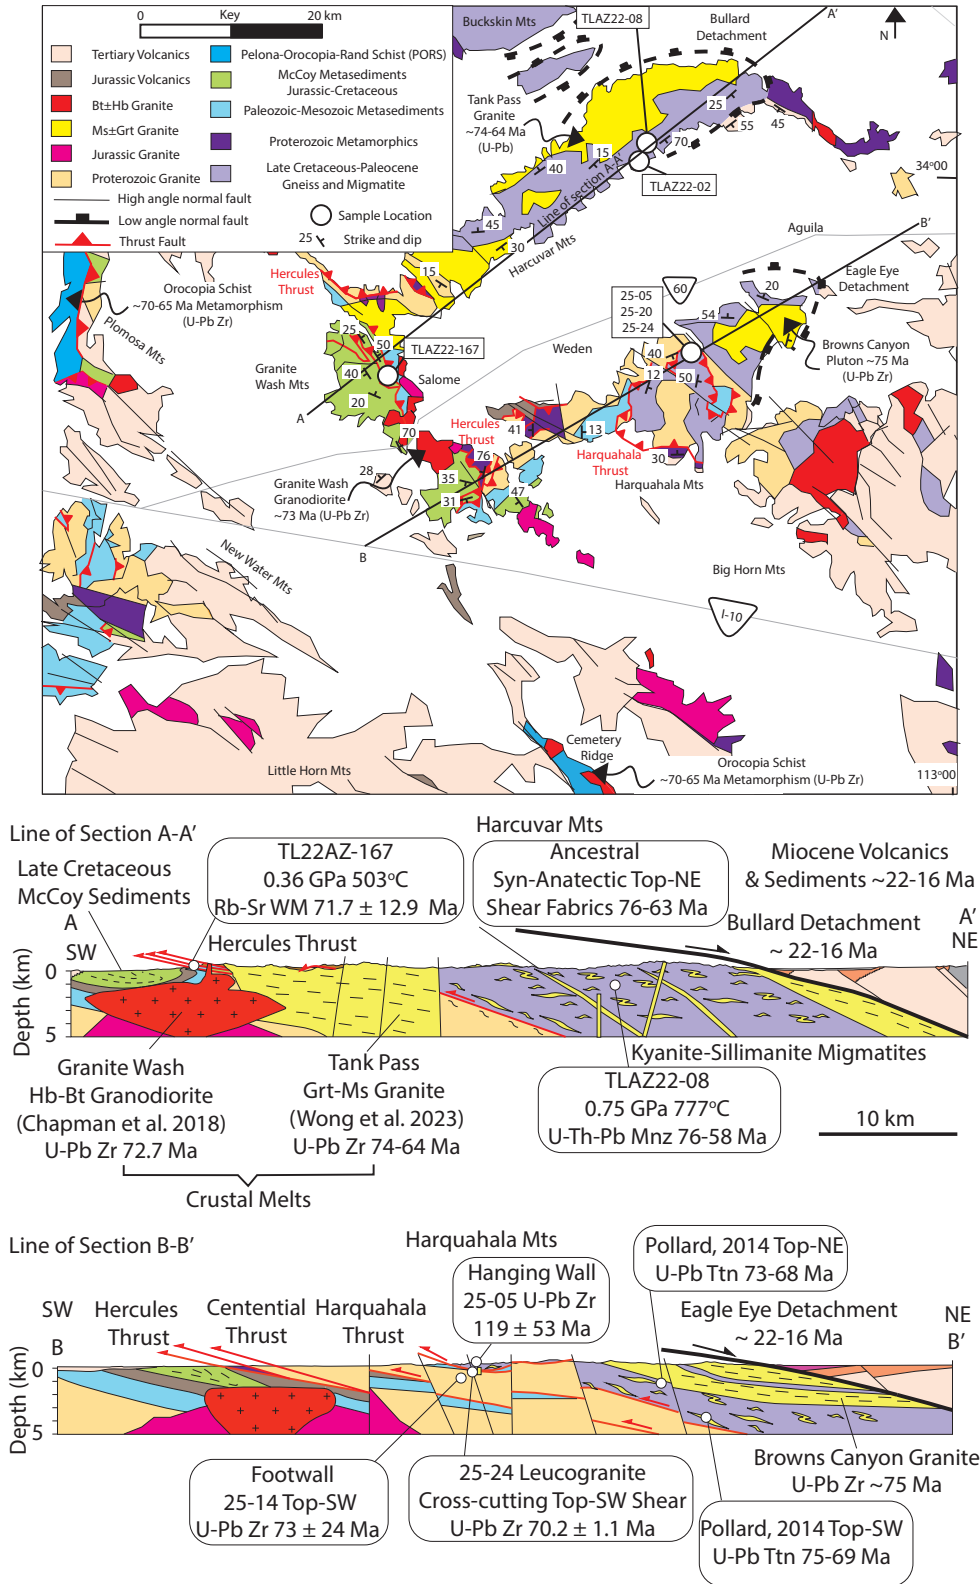 0 Key 20 km
Tertiary Volcanics
Jurassic Volcanics
Bt±Hb Granite
Ms±Grt Granite
Jurassic Granite
Proterozoic Granite
Pelona-Orocopia-Rand Schist (PORS)
McCoy Metasediments
Jurassic-Cretaceous
Paleozoic-Mesozoic Metasediments
Proterozoic Metamorphics
Late Cretaceous-Paleocene
Gneiss and Migmatite
High angle normal fault
Low angle normal fault
Thrust Fault
Sample Location
25 Strike and dip
Buckskin Mts
TLAZ22-08
Bullard
Detachment
A'
N
Tank Pass
Granite
~74-64 Ma
(U-Pb)
25
55
45
70
15
40
34º00
TLAZ22-02
Line of section A-A'
45
30
Harcuvar Mts
Aguila
B'
Hercules
Thrust
15
Orocopia Schist
~70-65 Ma Metamorphism
(U-Pb Zr)
Plomosa Mts
60
20
Eagle Eye
Detachment
25-05
25-20
25-24
54
25
50
TLAZ22-167
Weden
40
Browns Canyon
Pluton ~75 Ma
(U-Pb Zr)
Granite
Wash Mts
40
Salome
12
50
20
A
70
Hercules
Thrust
41
13
Harquahala
Thrust
30
76
28
Granite Wash
Granodiorite
~73 Ma (U-Pb Zr)
35
47
31
Harquahala Mts
B
New Water Mts
Big Horn Mts
I-10
Cemetery
Ridge
Orocopia Schist
~70-65 Ma Metamorphism (U-Pb Zr)
Little Horn Mts
113º00
Line of Section A-A'
Harcuvar Mts
Late Cretaceous
McCoy Sediments
TL22AZ-167
0.36 GPa 503ºC
Rb-Sr WM 71.7 ± 12.9 Ma
Ancestral
Syn-Anatectic Top-NE
Shear Fabrics 76-63 Ma
Miocene Volcanics
& Sediments ~22-16 Ma
A
SW
Hercules Thrust
Bullard Detachment
~ 22-16 Ma
A'
NE
Depth (km)
0
5
Granite Wash
Hb-Bt Granodiorite
(Chapman et al. 2018)
U-Pb Zr 72.7 Ma
Tank Pass
Grt-Ms Granite
(Wong et al. 2023)
U-Pb Zr 74-64 Ma
Crustal Melts
Kyanite-Sillimanite Migmatites
TLAZ22-08
0.75 GPa 777ºC
U-Th-Pb Mnz 76-58 Ma
10 km
Line of Section B-B'
Harquahala Mts
Hanging Wall
25-05 U-Pb Zr
119 ± 53 Ma
Pollard, 2014 Top-NE
U-Pb Ttn 73-68 Ma
SW
B
Hercules
Thrust
Centential
Thrust
Harquahala
Thrust
Eagle Eye Detachment
~ 22-16 Ma
NE
B'
Depth (km)
0
5
Footwall
25-14 Top-SW
U-Pb Zr 73 ± 24 Ma
25-24 Leucogranite
Cross-cutting Top-SW Shear
U-Pb Zr 70.2 ± 1.1 Ma
Browns Canyon Granite
U-Pb Zr ~75 Ma
Pollard, 2014 Top-SW
U-Pb Ttn 75-69 Ma